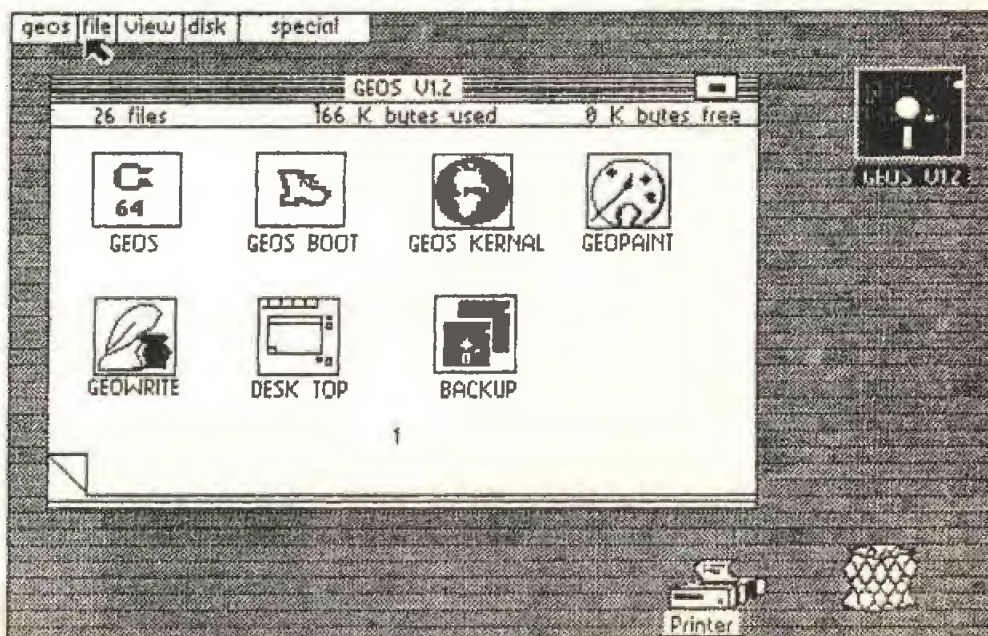 geos file view disk special
GEOS V1.2
26 files 166 K bytes used 0 K bytes free
64
GEOS GEOS BOOT GEOS KERNAL GEOPAINT
GEOS V1.2
GEOWRITE DESK TOP BACKUP
1
Printer